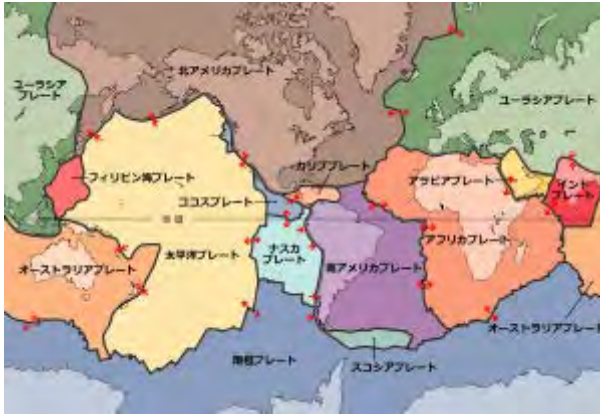 北アメリカプレート
ユーラシア
プレート
ユーラシアプレート
フィリピン海プレート
カリブプレート
アラビアプレート
インド
プレート
ココスプレート
赤道
太平洋プレート
ナスカ
プレート
南アメリカプレート
アフリカプレート
オーストラリアプレート
オーストラリアプレート
南極プレート
スコシアプレート